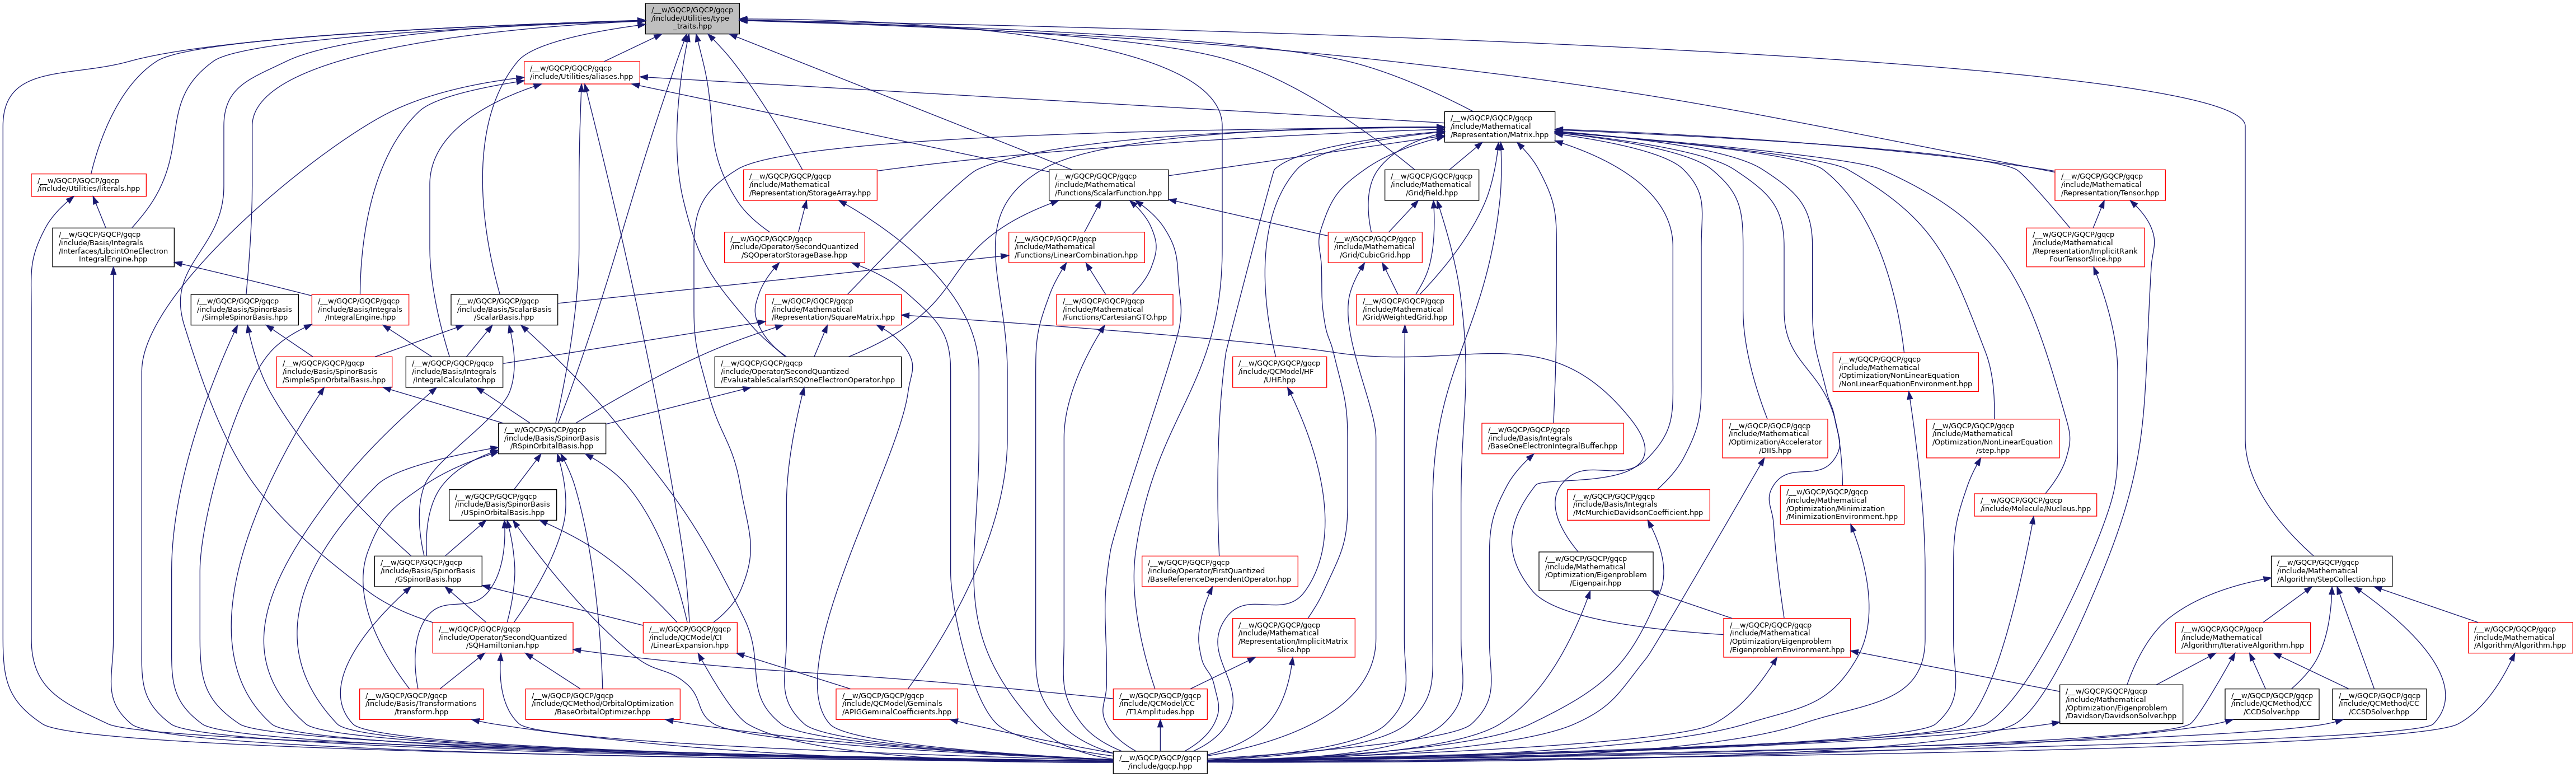 /__w/GQCP/GQCP/gqcp
/include/Utilities/type
_traits.hpp
/__w/GQCP/GQCP/gqcp
/include/Utilities/aliases.hpp
/__w/GQCP/GQCP/gqcp
/include/Mathematical
/Representation/Matrix.hpp
/__w/GQCP/GQCP/gqcp
/include/Utilities/literals.hpp
/__w/GQCP/GQCP/gqcp
/include/Mathematical
/Representation/StorageArray.hpp
/__w/GQCP/GQCP/gqcp
/include/Mathematical
/Functions/ScalarFunction.hpp
/__w/GQCP/GQCP/gqcp
/include/Mathematical
/Grid/Field.hpp
/__w/GQCP/GQCP/gqcp
/include/Mathematical
/Representation/Tensor.hpp
/__w/GQCP/GQCP/gqcp
/include/Basis/Integrals
/Interfaces/LibcintOneElectron
IntegralEngine.hpp
/__w/GQCP/GQCP/gqcp
/include/Operator/SecondQuantized
/SQOperatorStorageBase.hpp
/__w/GQCP/GQCP/gqcp
/include/Mathematical
/Functions/LinearCombination.hpp
/__w/GQCP/GQCP/gqcp
/include/Mathematical
/Grid/CubicGrid.hpp
/__w/GQCP/GQCP/gqcp
/include/Mathematical
/Representation/ImplicitRank
FourTensorSlice.hpp
/__w/GQCP/GQCP/gqcp
/include/Basis/SpinorBasis
/SimpleSpinorBasis.hpp
/__w/GQCP/GQCP/gqcp
/include/Basis/Integrals
/IntegralEngine.hpp
/__w/GQCP/GQCP/gqcp
/include/Basis/ScalarBasis
/ScalarBasis.hpp
/__w/GQCP/GQCP/gqcp
/include/Mathematical
/Representation/SquareMatrix.hpp
/__w/GQCP/GQCP/gqcp
/include/Mathematical
/Functions/CartesianGTO.hpp
/__w/GQCP/GQCP/gqcp
/include/Mathematical
/Grid/WeightedGrid.hpp
/__w/GQCP/GQCP/gqcp
/include/Basis/SpinorBasis
/SimpleSpinOrbitalBasis.hpp
/__w/GQCP/GQCP/gqcp
/include/Basis/Integrals
/IntegralCalculator.hpp
/__w/GQCP/GQCP/gqcp
/include/Operator/SecondQuantized
/EvaluatableScalarRSQOneElectronOperator.hpp
/__w/GQCP/GQCP/gqcp
/include/QCModel/HF
/UHF.hpp
/__w/GQCP/GQCP/gqcp
/include/Mathematical
/Optimization/NonLinearEquation
/NonLinearEquationEnvironment.hpp
/__w/GQCP/GQCP/gqcp
/include/Basis/SpinorBasis
/RSpinOrbitalBasis.hpp
/__w/GQCP/GQCP/gqcp
/include/Basis/Integrals
/BaseOneElectronIntegralBuffer.hpp
/__w/GQCP/GQCP/gqcp
/include/Mathematical
/Optimization/Accelerator
/DIIS.hpp
/__w/GQCP/GQCP/gqcp
/include/Mathematical
/Optimization/NonLinearEquation
/step.hpp
/__w/GQCP/GQCP/gqcp
/include/Basis/SpinorBasis
/USpinOrbitalBasis.hpp
/__w/GQCP/GQCP/gqcp
/include/Basis/Integrals
/McMurchieDavidsonCoefficient.hpp
/__w/GQCP/GQCP/gqcp
/include/Mathematical
/Optimization/Minimization
/MinimizationEnvironment.hpp
/__w/GQCP/GQCP/gqcp
/include/Molecule/Nucleus.hpp
/__w/GQCP/GQCP/gqcp
/include/Basis/SpinorBasis
/GSpinorBasis.hpp
/__w/GQCP/GQCP/gqcp
/include/Operator/FirstQuantized
/BaseReferenceDependentOperator.hpp
/__w/GQCP/GQCP/gqcp
/include/Mathematical
/Optimization/Eigenproblem
/Eigenpair.hpp
/__w/GQCP/GQCP/gqcp
/include/Mathematical
/Algorithm/StepCollection.hpp
/__w/GQCP/GQCP/gqcp
/include/Operator/SecondQuantized
/SQHamiltonian.hpp
/__w/GQCP/GQCP/gqcp
/include/QCModel/CI
/LinearExpansion.hpp
/__w/GQCP/GQCP/gqcp
/include/Mathematical
/Representation/ImplicitMatrix
Slice.hpp
/__w/GQCP/GQCP/gqcp
/include/Mathematical
/Optimization/Eigenproblem
/EigenproblemEnvironment.hpp
/__w/GQCP/GQCP/gqcp
/include/Mathematical
/Algorithm/IterativeAlgorithm.hpp
/__w/GQCP/GQCP/gqcp
/include/Mathematical
/Algorithm/Algorithm.hpp
/__w/GQCP/GQCP/gqcp
/include/Basis/Transformations
/transform.hpp
/__w/GQCP/GQCP/gqcp
/include/QCMethod/OrbitalOptimization
/BaseOrbitalOptimizer.hpp
/__w/GQCP/GQCP/gqcp
/include/QCModel/Geminals
/APIGGeminalCoefficients.hpp
/__w/GQCP/GQCP/gqcp
/include/QCModel/CC
/T1Amplitudes.hpp
/__w/GQCP/GQCP/gqcp
/include/Mathematical
/Optimization/Eigenproblem
/Davidson/DavidsonSolver.hpp
/__w/GQCP/GQCP/gqcp
/include/QCMethod/CC
/CCDSolver.hpp
/__w/GQCP/GQCP/gqcp
/include/QCMethod/CC
/CCSDSolver.hpp
/__w/GQCP/GQCP/gqcp
/include/gqcp.hpp